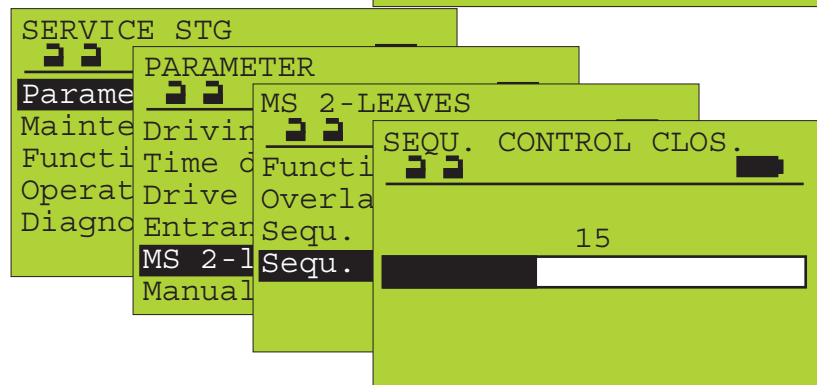 SERVICE STG
Parame
Mainte
Functi
Operat
Diagno
PARAMETER
Drivin
Time d
Drive
Entran
MS 2-l
Manual
MS 2-LEAVES
Functi
Overla
Sequ.
Sequ.
SEQU. CONTROL CLOS.
15